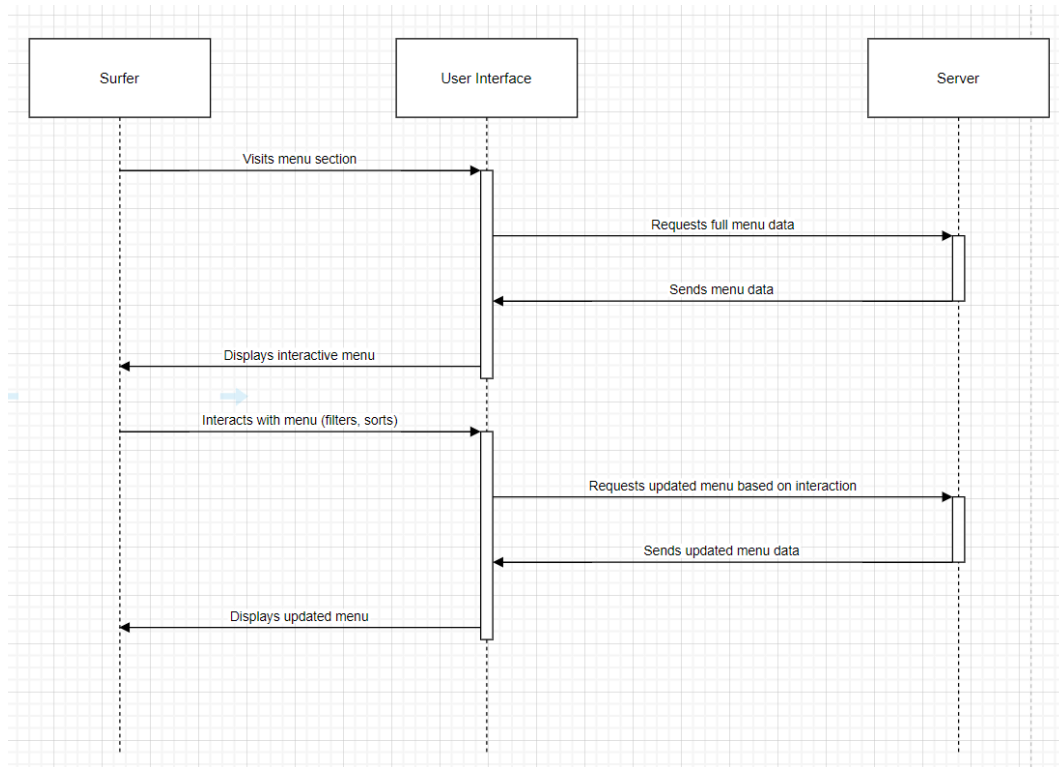 Surfer
User Interface
Server
Visits menu section
Requests full menu data
Sends menu data
Displays interactive menu
Interacts with menu (filters, sorts)
Requests updated menu based on interaction
Sends updated menu data
Displays updated menu